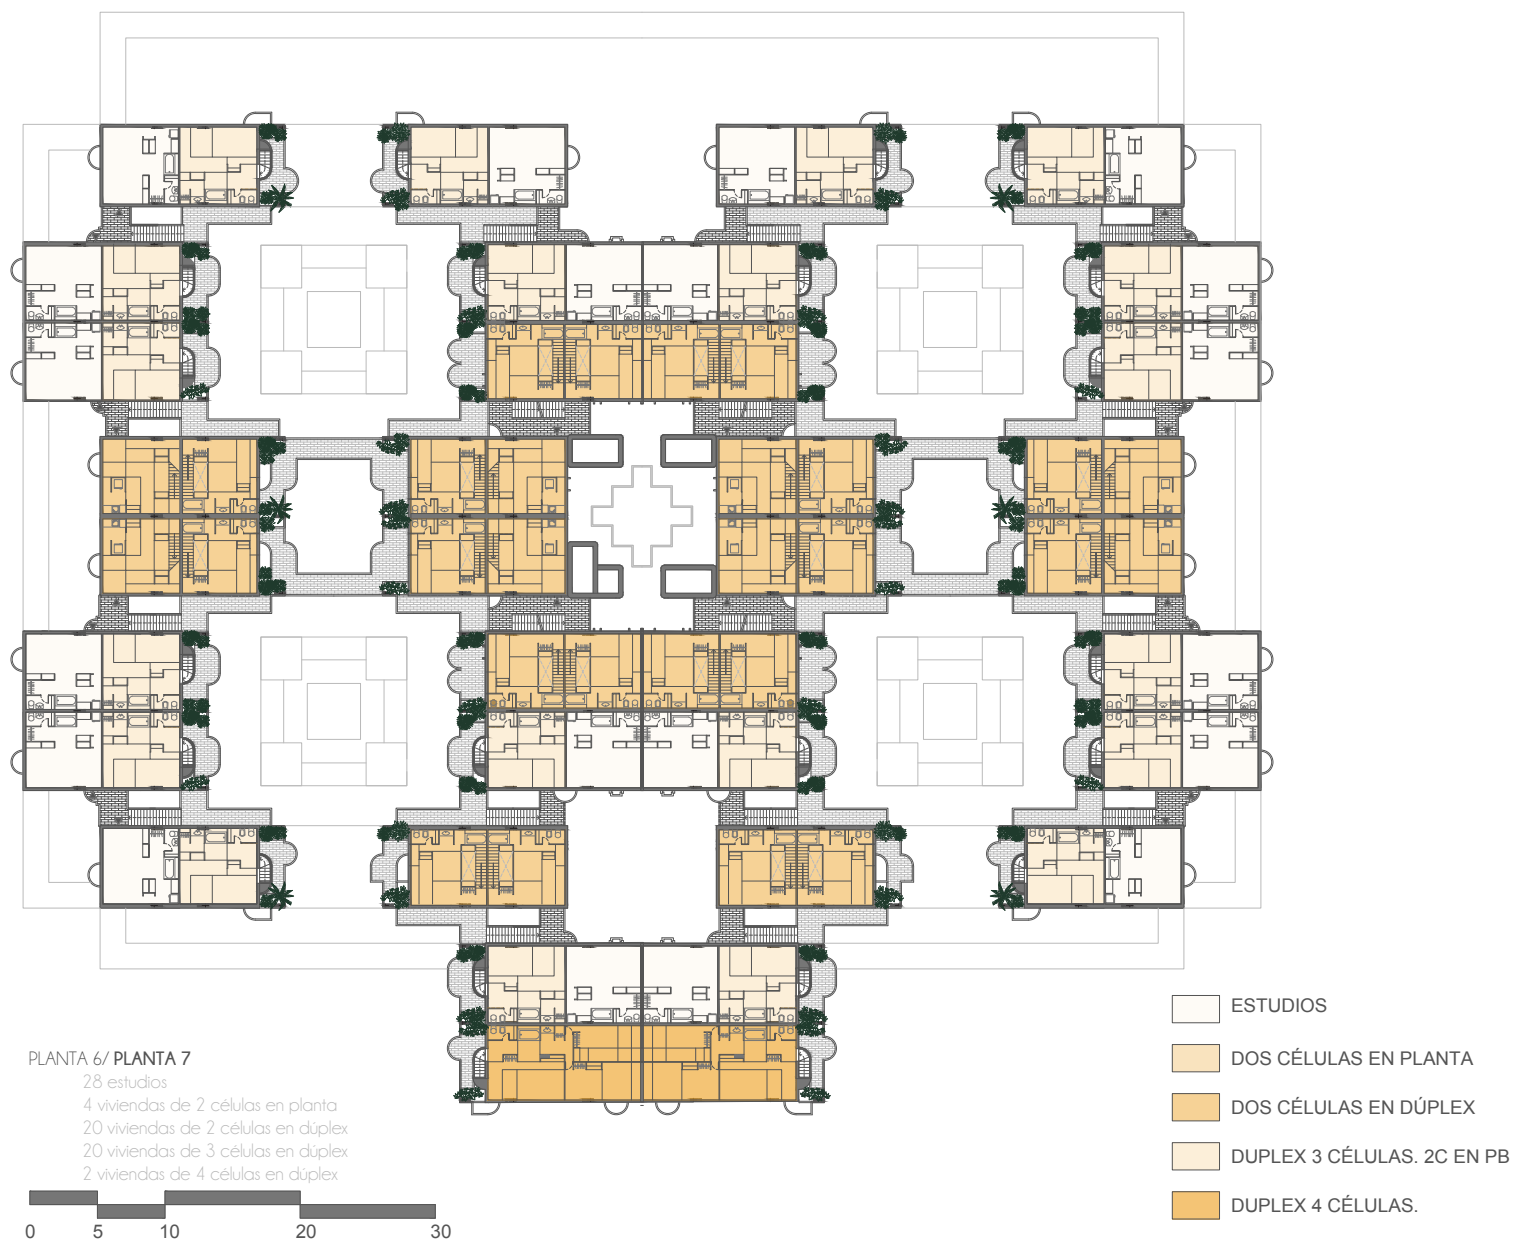 ESTUDIOS
DOS CÉLULAS EN PLANTA
DOS CÉLULAS EN DÚPLEX
DUPLEX 3 CÉLULAS. 2C EN PB
DUPLEX 4 CÉLULAS.
PLANTA 6/ PLANTA 7
28 estudios
4 viviendas de 2 células en planta
20 viviendas de 2 células en dúplex
20 viviendas de 3 células en dúplex
2 viviendas de 4 células en dúplex
0 5 10 20 30